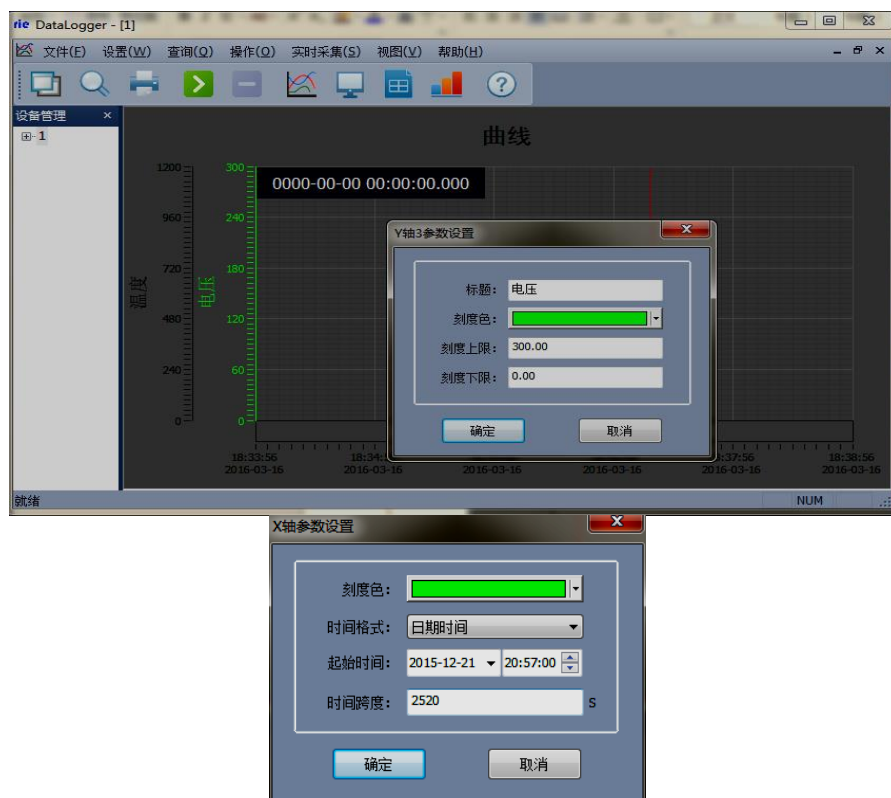 rie DataLogger - [1]
文件(F) 设置(W) 查询(Q) 操作(O) 实时采集(S) 视图(V) 帮助(H)
设备管理 ×
1
曲线
0000-00-00 00:00:00.000
温度
1200
960
720
480
240
0
电压
300
240
180
120
60
0
18:33:56
2016-03-16
18:34:
2016-03-16
2016-03-16
2016-03-16
:37:56
2016-03-16
18:38:56
2016-03-16
Y轴3参数设置
标题: 电压
刻度色:
刻度上限: 300.00
刻度下限: 0.00
确定 取消
就绪 NUM
X轴参数设置
刻度色:
时间格式: 日期时间
起始时间: 2015-12-21 20:57:00
时间跨度: 2520 S
确定 取消